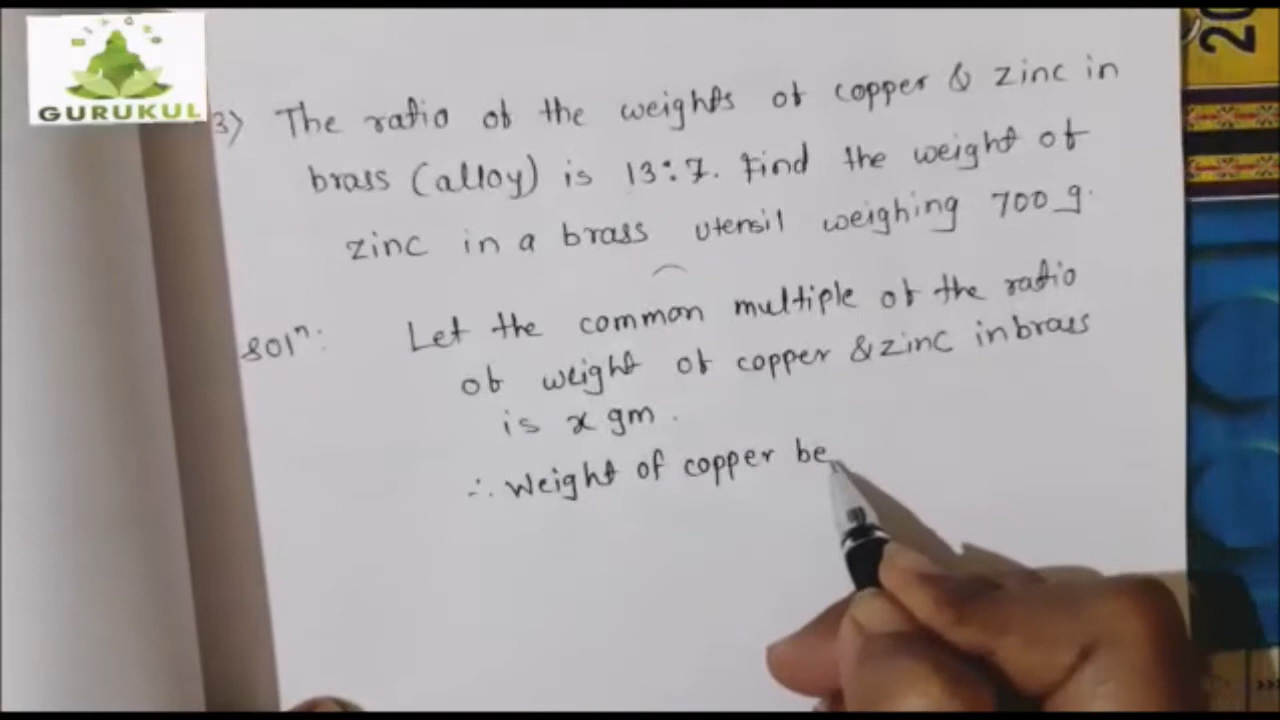 GURUKUL
3) The ratio of the weights of copper & zinc in
brass (alloy) is 13:7. Find the weight of
zinc in a brass utensil weighing 700 g.
Solⁿ: Let the common multiple of the ratio
of weight of copper & zinc in brass
is x gm.
∴ Weight of copper be
20